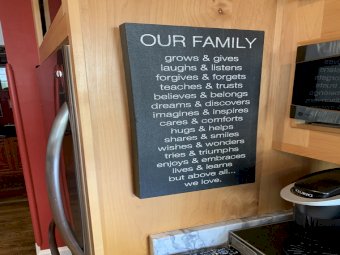 OUR FAMILY
grows & gives
laughs & listens
forgives & forgets
teaches & trusts
believes & belongs
dreams & discovers
imagines & inspires
cares & comforts
hugs & helps
shares & smiles
wishes & wonders
tries & triumphs
enjoys & embraces
lives & learns
but above all...
we love.